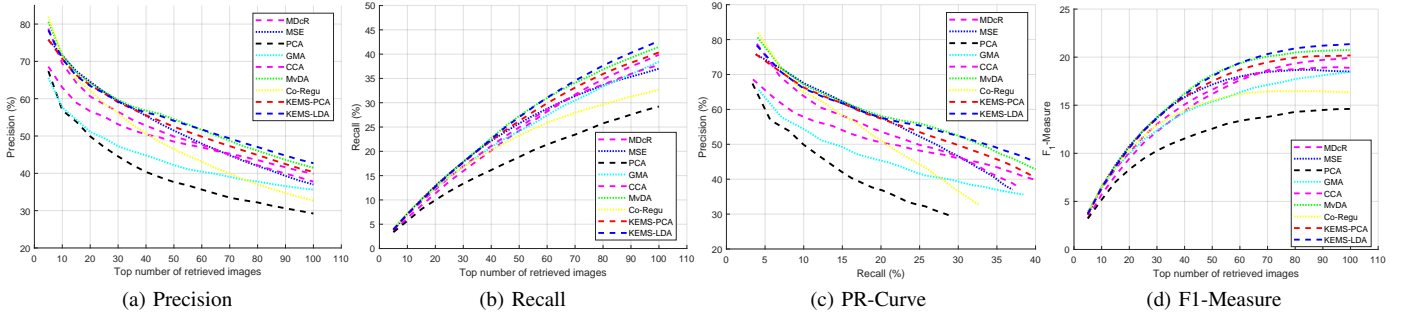 Precision (%)
80
70
60
50
40
30
20
0 10 20 30 40 50 60 70 80 90 100 110
Top number of retrieved images
MDcR
MSE
PCA
GMA
CCA
MvDA
Co-Regu
KEMS-PCA
KEMS-LDA
(a) Precision
Recall (%)
50
45
40
35
30
25
20
15
10
5
0
0 10 20 30 40 50 60 70 80 90 100 110
Top number of retrieved images
MDcR
MSE
PCA
GMA
CCA
MvDA
Co-Regu
KEMS-PCA
KEMS-LDA
(b) Recall
Precision (%)
90
80
70
60
50
40
30
20
0 5 10 15 20 25 30 35 40
Recall (%)
MDcR
MSE
PCA
GMA
CCA
MvDA
Co-Regu
KEMS-PCA
KEMS-LDA
(c) PR-Curve
F1-Measure
25
20
15
10
5
0
0 10 20 30 40 50 60 70 80 90 100 110
Top number of retrieved images
MDcR
MSE
PCA
GMA
CCA
MvDA
Co-Regu
KEMS-PCA
KEMS-LDA
(d) F1-Measure